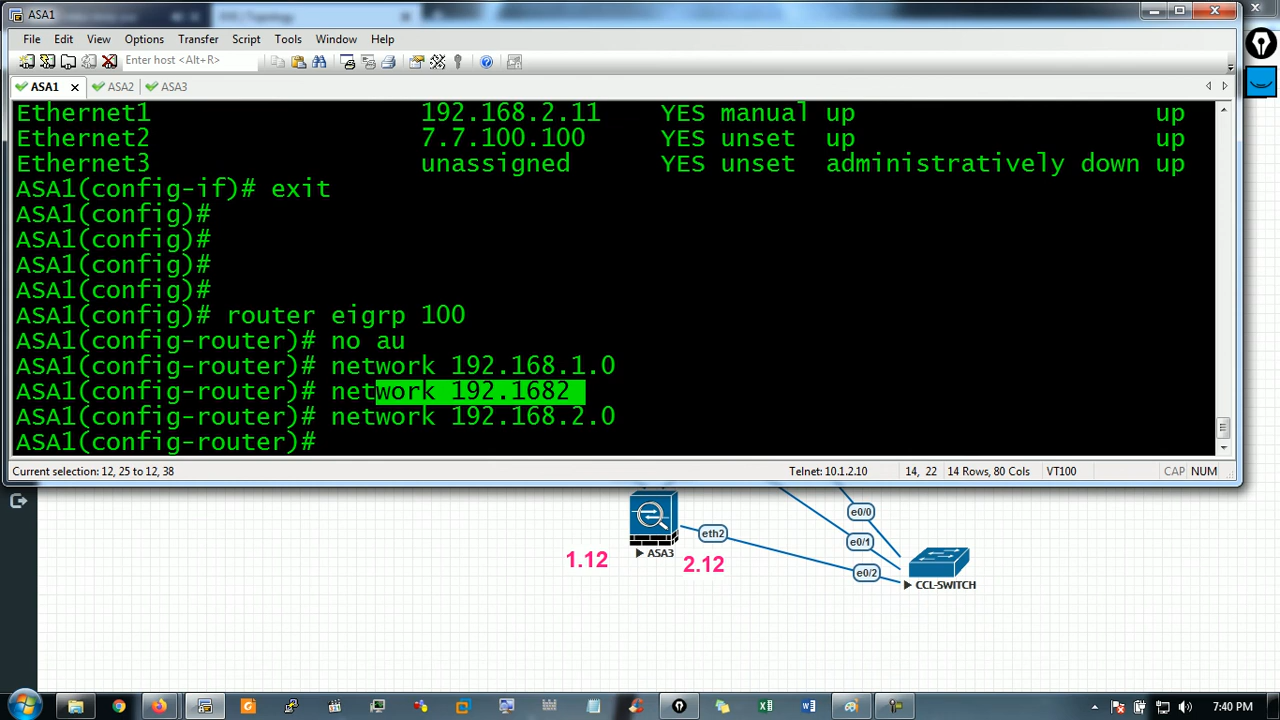 ASA1
File Edit View Options Transfer Script Tools Window Help
Enter host <Alt+R>
ASA1 ASA2 ASA3
Ethernet1 192.168.2.11 YES manual up up
Ethernet2 7.7.100.100 YES unset up up
Ethernet3 unassigned YES unset administratively down up
ASA1(config-if)# exit
ASA1(config)#
ASA1(config)#
ASA1(config)#
ASA1(config)#
ASA1(config)# router eigrp 100
ASA1(config-router)# no au
ASA1(config-router)# network 192.168.1.0
ASA1(config-router)# network 192.1682
ASA1(config-router)# network 192.168.2.0
ASA1(config-router)#
Current selection: 12, 25 to 12, 38 Telnet: 10.1.2.10 14, 22 14 Rows, 80 Cols VT100 CAP NUM
e0/0
eth2
e0/1
1.12 ASA3 2.12
e0/2
CCL-SWITCH
7:40 PM